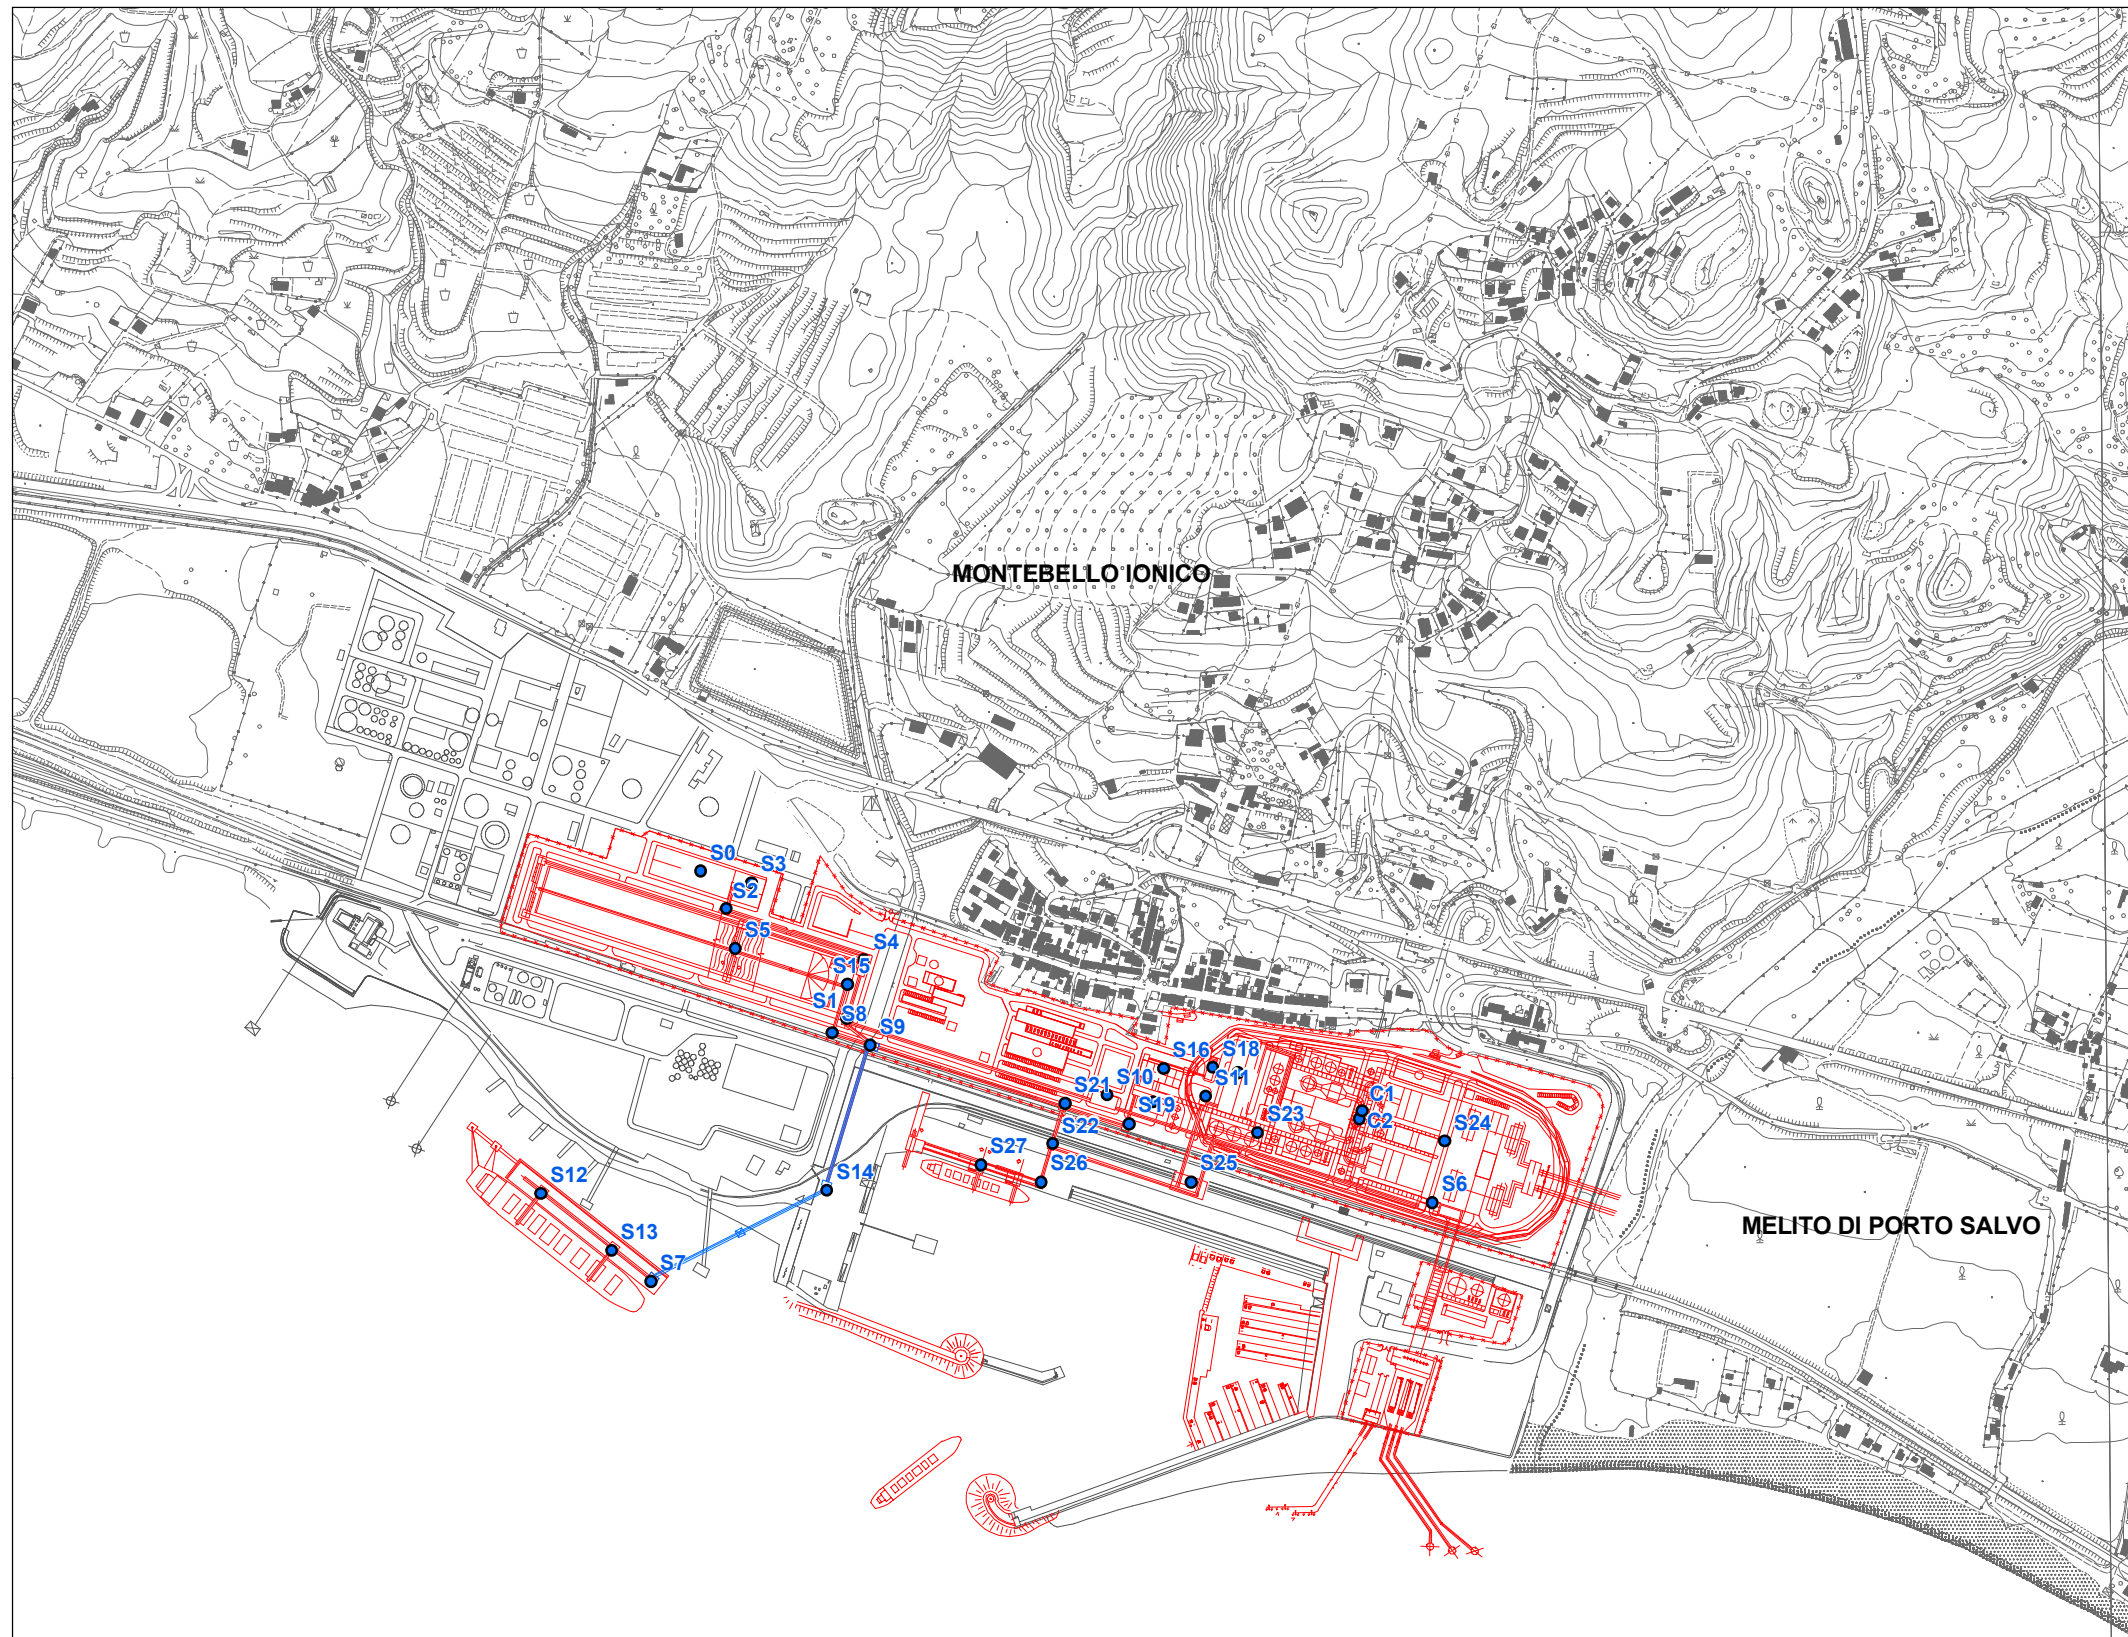 MONTEBELLO IONICO
S0
S3
S2
S5
S4
S15
S1
S8
S9
S16
S18
S10
S11
S21
S19
C1
C2
S22
S23
S24
S27
S26
S25
S14
S12
S6
MELITO DI PORTO SALVO
S13
S7